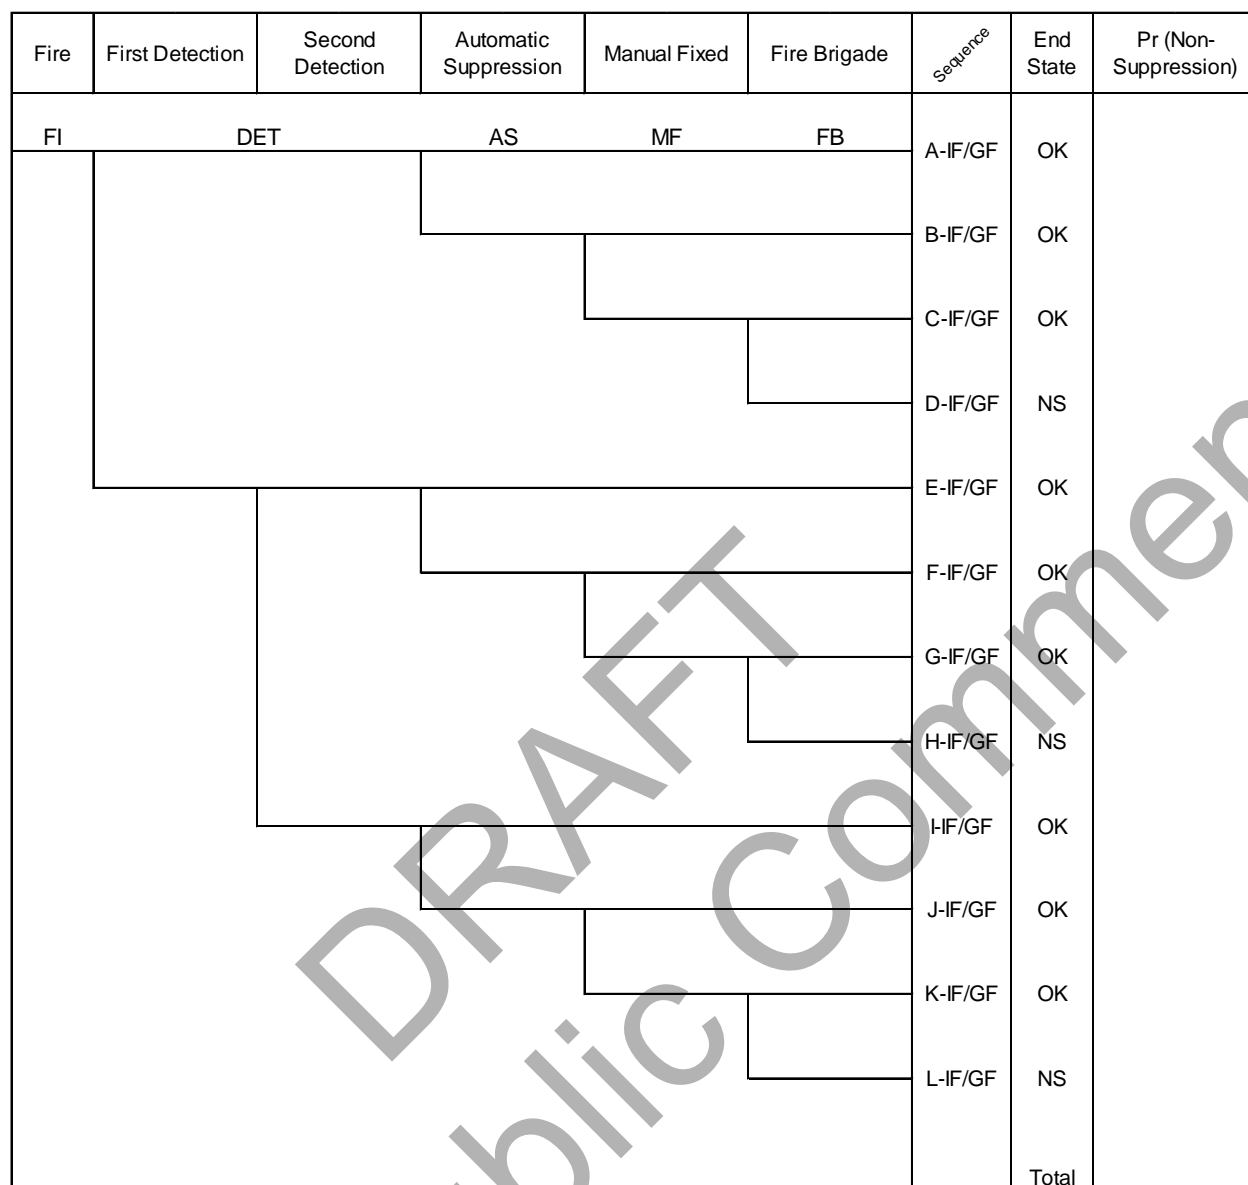 Fire
First Detection
Second
Detection
Automatic
Suppression
Manual Fixed
Fire Brigade
Sequence
End
State
Pr (Non-
Suppression)
FI DET AS MF FB
A-IF/GF OK
B-IF/GF OK
C-IF/GF OK
D-IF/GF NS
E-IF/GF OK
F-IF/GF OK
G-IF/GF OK
H-IF/GF NS
I-IF/GF OK
J-IF/GF OK
K-IF/GF OK
L-IF/GF NS
Total
DRAFT